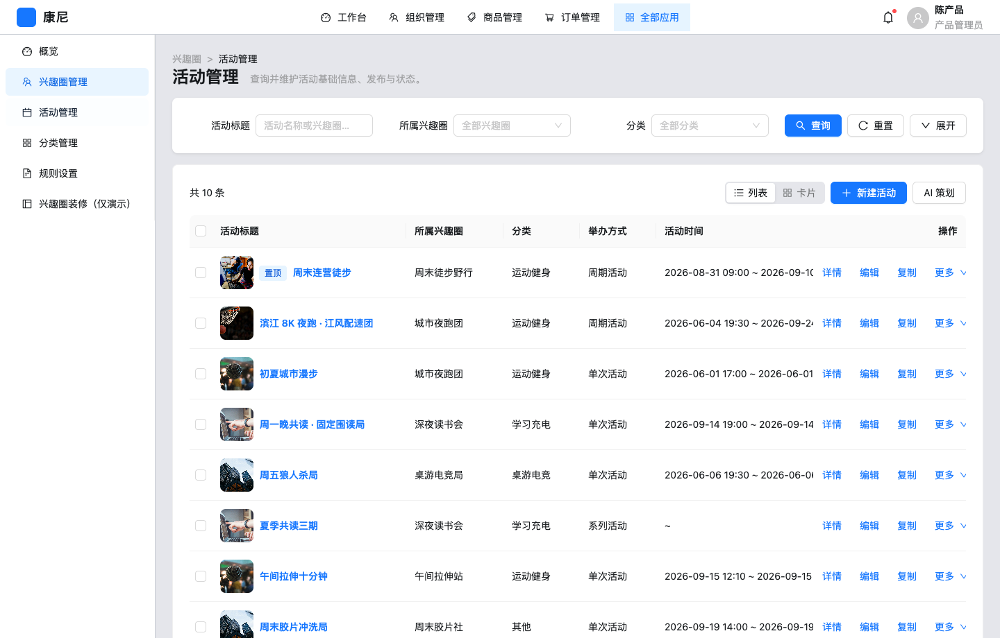 康尼
工作台 组织管理 商品管理 订单管理 全部应用
陈产品
产品管理员
概览
兴趣圈管理
活动管理
分类管理
规则设置
兴趣圈装修（仅演示）
兴趣圈 > 活动管理
活动管理 查询并维护活动基础信息、发布与状态。
活动标题 活动名称或兴趣圈... 所属兴趣圈 全部兴趣圈 分类 全部分类 查询 重置 展开
共 10 条 列表 卡片 新建活动 AI 策划
活动标题 所属兴趣圈 分类 举办方式 活动时间 操作
置顶 周末连营徒步 周末徒步野行 运动健身 周期活动 2026-08-31 09:00 ~ 2026-09-10 详情 编辑 复制 更多
滨江 8K 夜跑 · 江风配速团 城市夜跑团 运动健身 周期活动 2026-06-04 19:30 ~ 2026-09-24 详情 编辑 复制 更多
初夏城市漫步 城市夜跑团 运动健身 单次活动 2026-06-01 17:00 ~ 2026-06-01 详情 编辑 复制 更多
周一晚共读 · 固定围读局 深夜读书会 学习充电 单次活动 2026-09-14 19:00 ~ 2026-09-14 详情 编辑 复制 更多
周五狼人杀局 桌游电竞局 桌游电竞 单次活动 2026-06-06 19:30 ~ 2026-06-06 详情 编辑 复制 更多
夏季共读三期 深夜读书会 学习充电 系列活动 ~ 详情 编辑 复制 更多
午间拉伸十分钟 午间拉伸站 运动健身 单次活动 2026-09-15 12:10 ~ 2026-09-15 详情 编辑 复制 更多
周末胶片冲洗局 周末胶片社 其他 单次活动 2026-09-19 14:00 ~ 2026-09-19 详情 编辑 复制 更多